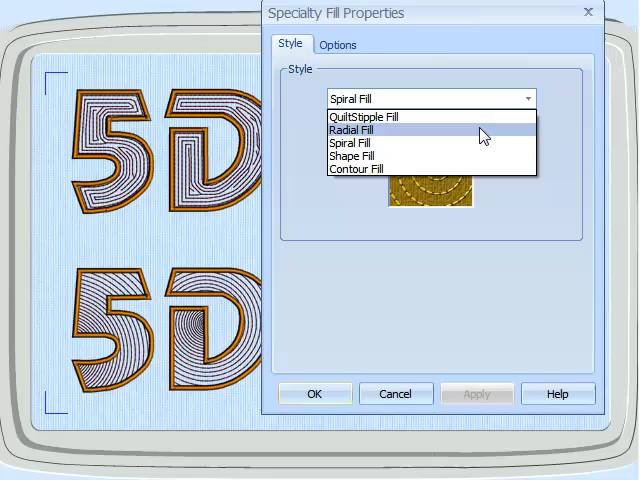 Specialty Fill Properties
Style Options
Style
Spiral Fill
QuiltStipple Fill
Radial Fill
Spiral Fill
Shape Fill
Contour Fill
OK Cancel Apply Help
5D
5D